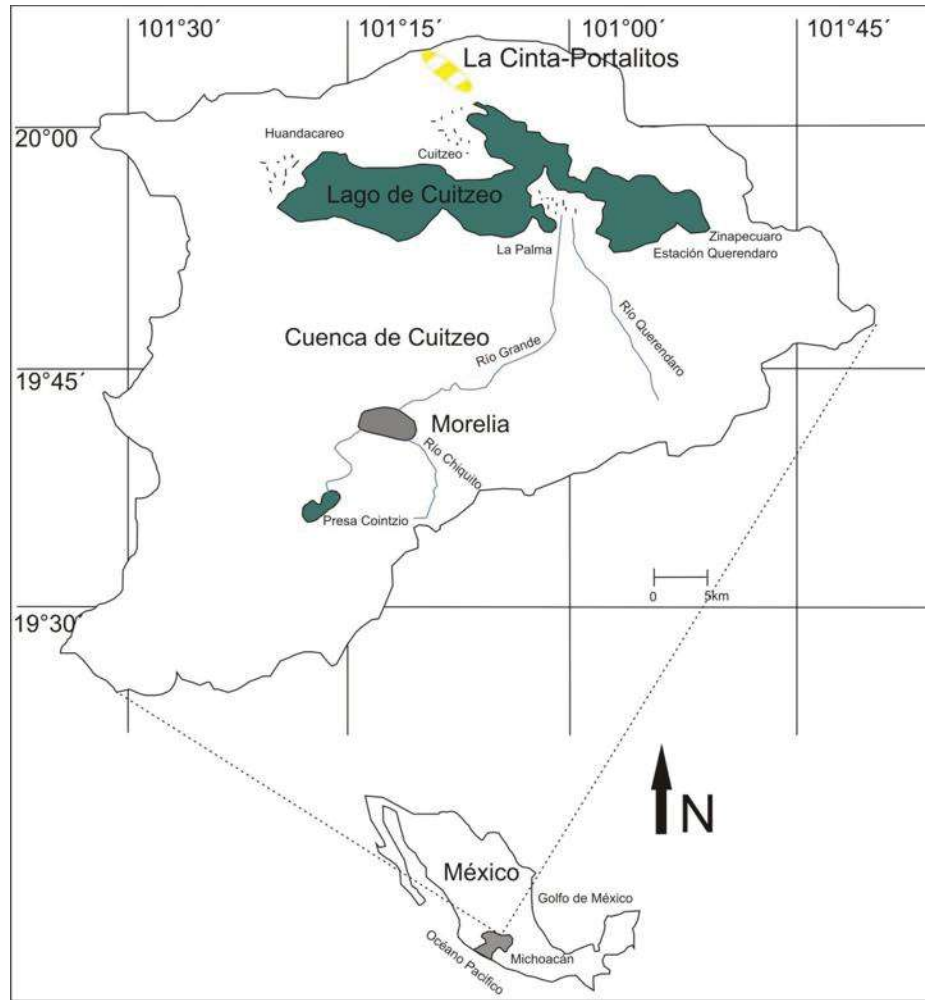 101°30´
101°15´
101°00´
101°45´
La Cinta-Portalitos
20°00
Huandacareo
Cuitzeo
Lago de Cuitzeo
La Palma
Zinapecuaro
Estación Querendaro
Cuenca de Cuitzeo
Río Grande
Río Querendaro
19°45´
Morelia
Río Chiquito
Presa Cointzio
0 5km
19°30´
N
México
Golfo de México
Océano Pacífico
Michoacán